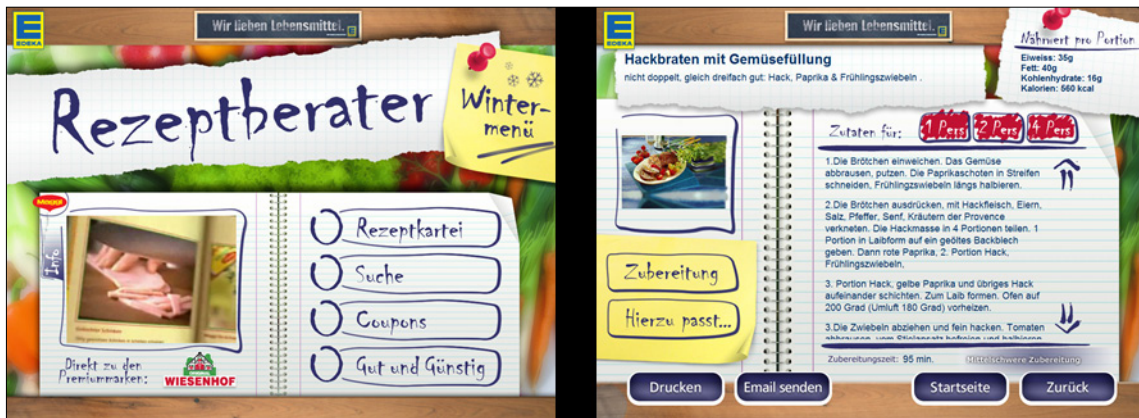 EDEKA
Wir lieben Lebensmittel.
Rezeptberater
Winter-
menü
MAGGI
Info
Rezeptkartei
Suche
Coupons
Gut und Günstig
Direkt zu den
Premiummarken:
WIESENHOF
EDEKA
Wir lieben Lebensmittel.
Hackbraten mit Gemüsefüllung
nicht doppelt, gleich dreifach gut: Hack, Paprika & Frühlingszwiebeln .
Nährwert pro Portion
Eiweiss: 35g
Fett: 40g
Kohlenhydrate: 16g
Kalorien: 560 kcal
Zutaten für:
1 Pers
2 Pers
4 Pers
1.Die Brötchen einweichen. Das Gemüse
abbrausen, putzen. Die Paprikaschoten in Streifen
schneiden, Frühlingszwiebeln längs halbieren.
2.Die Brötchen ausdrücken, mit Hackfleisch, Eiern,
Salz, Pfeffer, Senf, Kräutern der Provence
verkneten. Die Hackmasse in 4 Portionen teilen. 1
Portion in Laibform auf ein geöltes Backblech
geben. Dann rote Paprika, 2. Portion Hack,
Frühlingszwiebeln,
3. Portion Hack, gelbe Paprika und übriges Hack
aufeinander schichten. Zum Laib formen. Ofen auf
200 Grad (Umluft 180 Grad) vorheizen.
3.Die Zwiebeln abziehen und fein hacken. Tomaten
abbrausen, vom Stielansatz befreien und halbieren
Zubereitung
Hierzu passt...
Zubereitungszeit: 95 min.
Mittelschwere Zubereitung
Drucken
Email senden
Startseite
Zurück